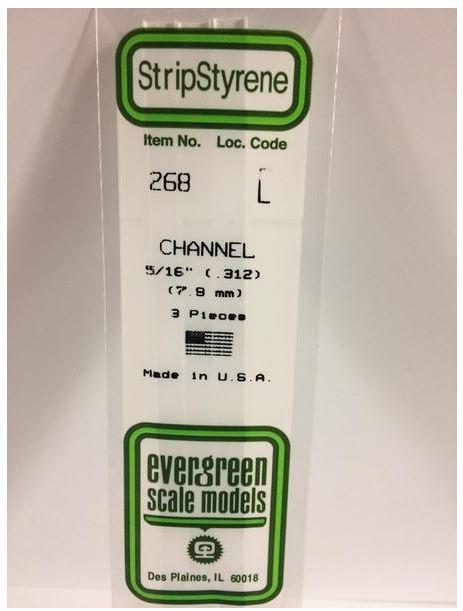 StripStyrene
Item No. Loc. Code
268 L
CHANNEL
5/16" (.312)
(7.9 mm)
3 Pieces
Made in U.S.A.
evergreen
scale models
Des Plaines, IL 60018